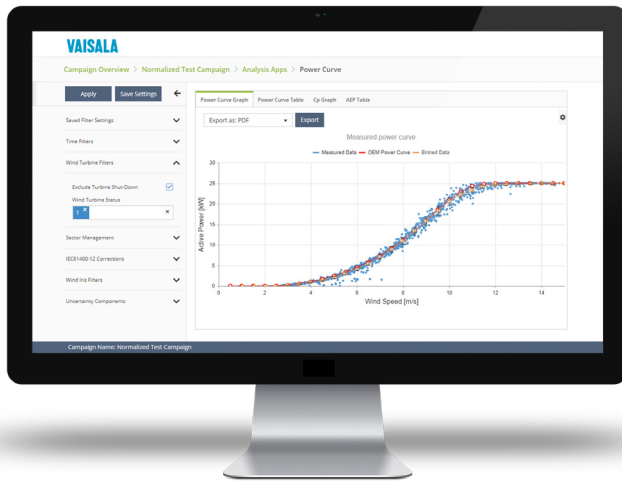 VAISALA
Campaign Overview > Normalized Test Campaign > Analysis Apps > Power Curve
Apply Save Settings
Saved Filter Settings
Time Filters
Wind Turbine Filters
Exclude Turbine Shut-Down
Wind Turbine Status
1 × ×
Sector Management
IEC61400-12 Corrections
Wind Iris Filters
Uncertainty Components
Power Curve Graph Power Curve Table Cp Graph AEP Table
Export as: PDF Export
Measured power curve
Measured Data OEM Power Curve Binned Data
Active Power [kW]
30
25
20
15
10
5
0
0 2 4 6 8 10 12 14
Wind Speed [m/s]
Campaign Name: Normalized Test Campaign